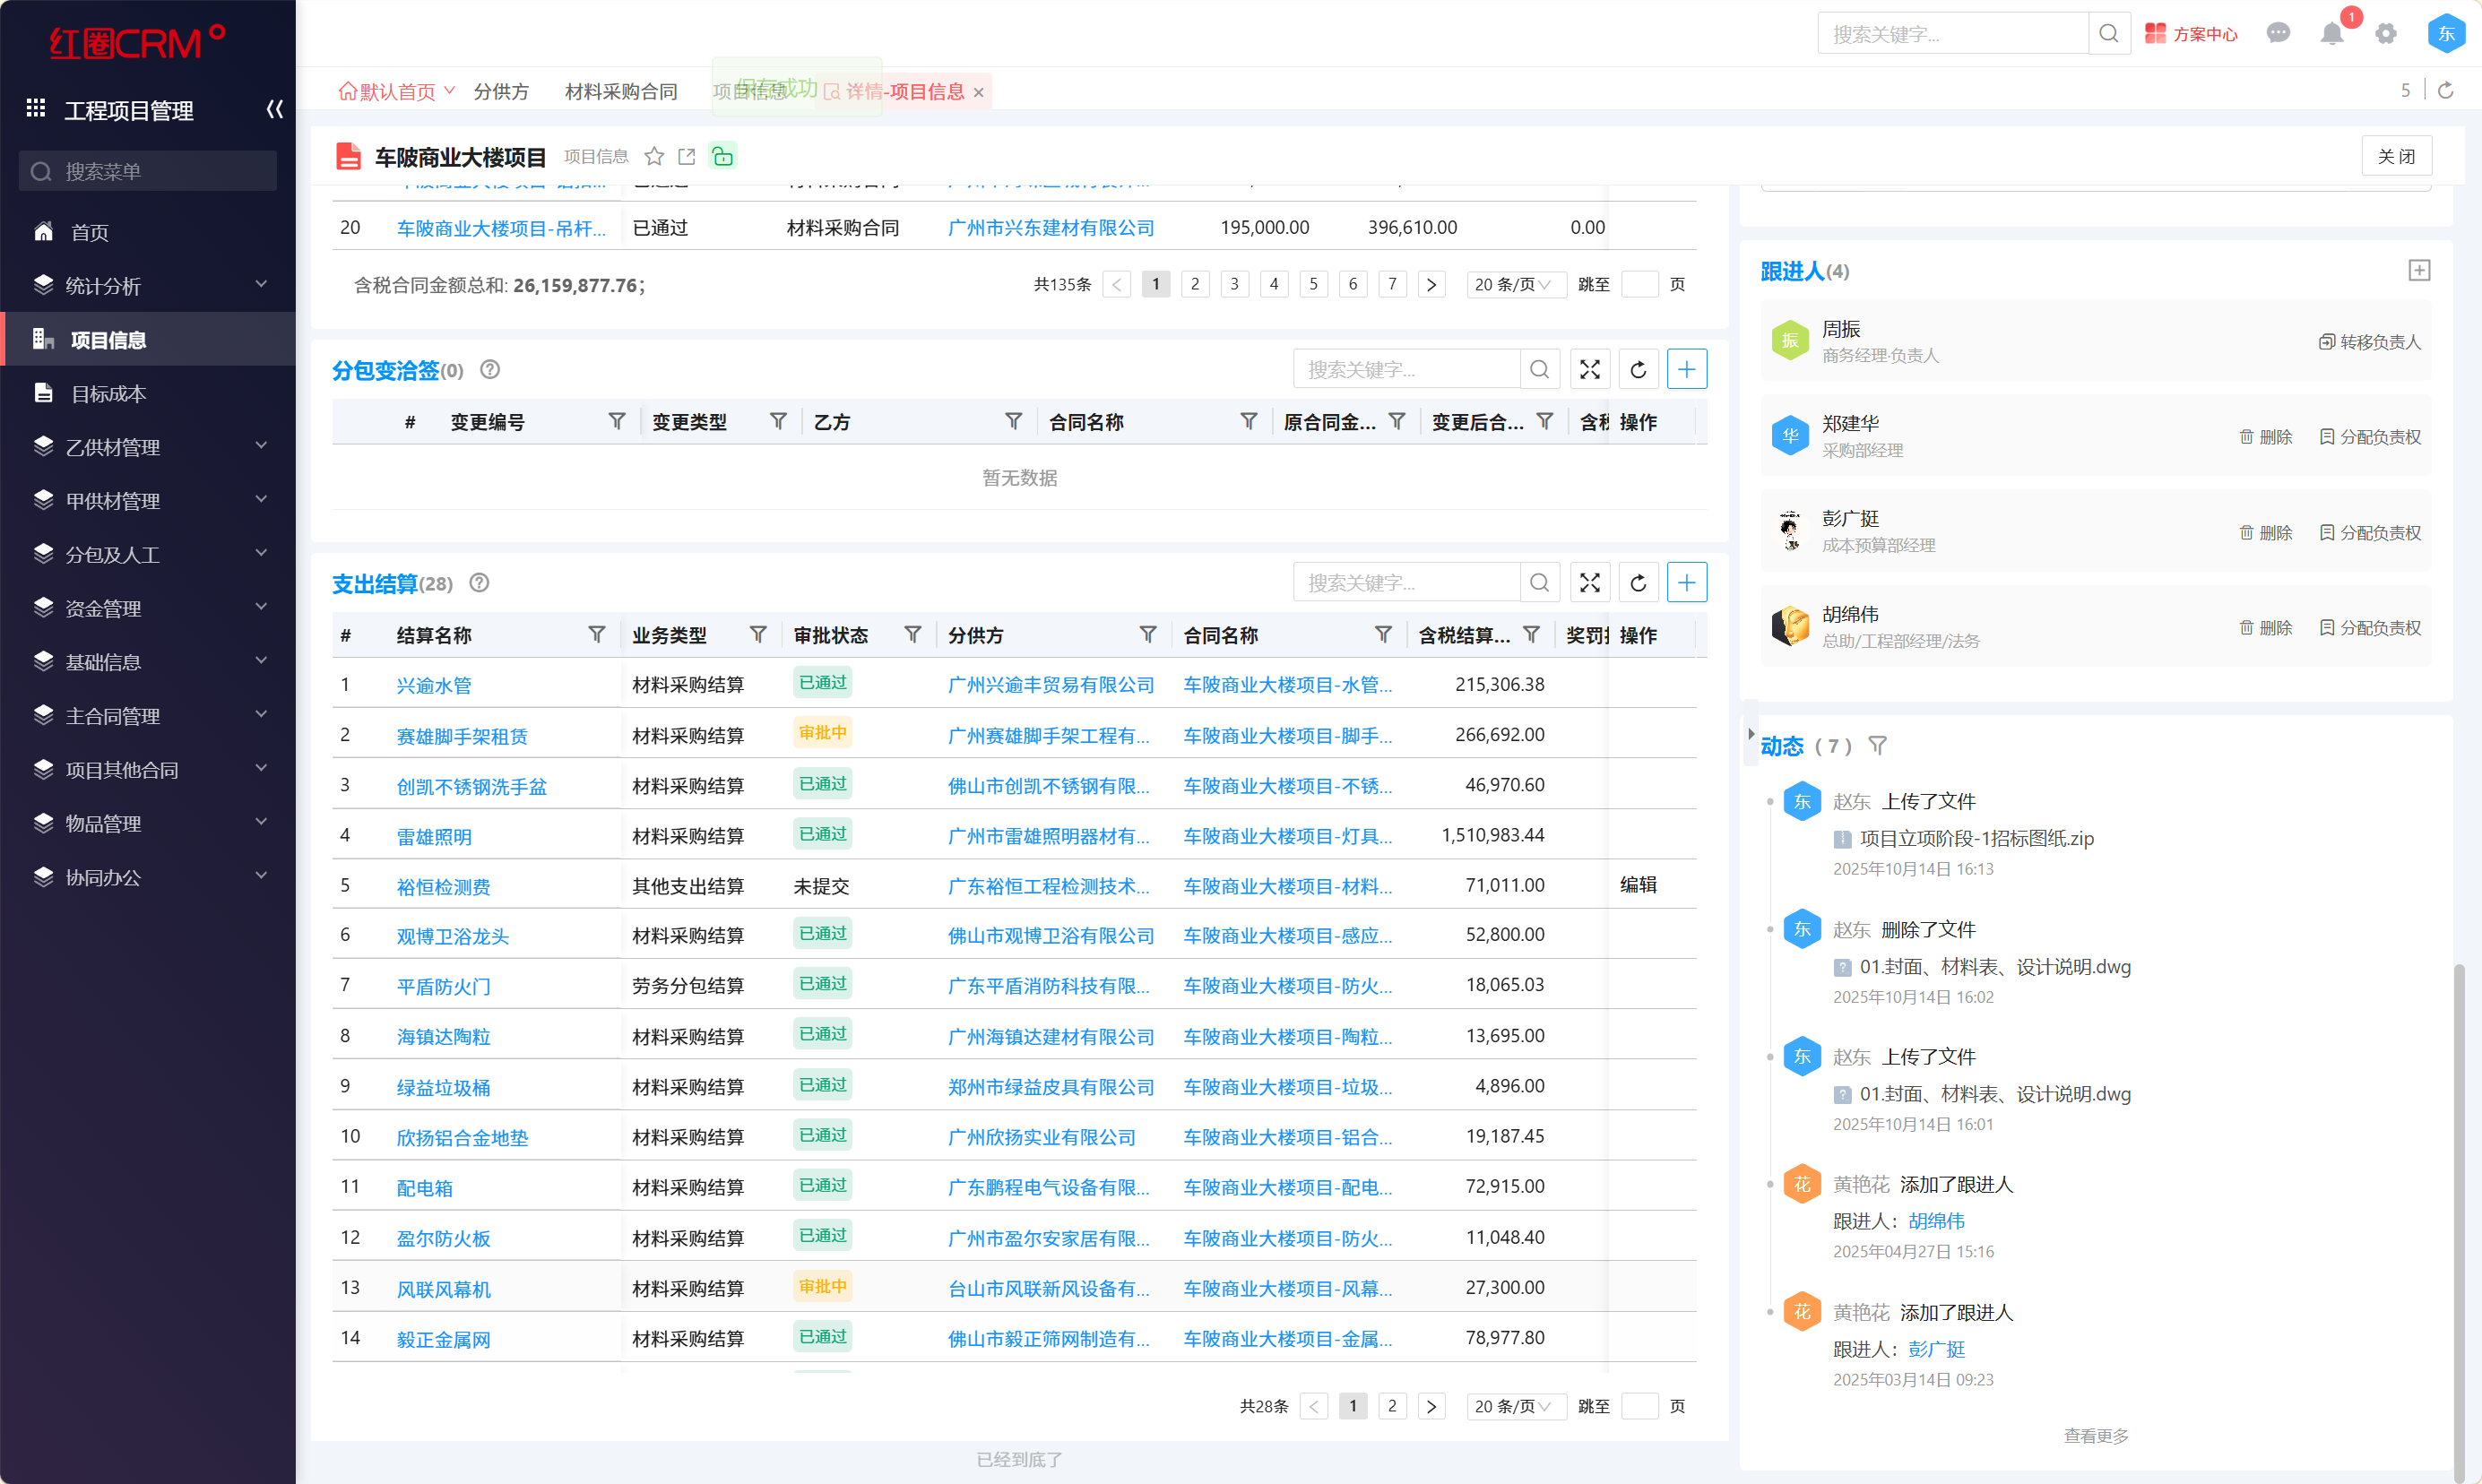 红圈CRM
工程项目管理
搜索菜单
首页
统计分析
项目信息
目标成本
乙供材管理
甲供材管理
分包及人工
资金管理
基础信息
主合同管理
项目其他合同
物品管理
协同办公
搜索关键字...
方案中心
1
东
默认首页 分供方 材料采购合同 项目信息 详情-项目信息
保存成功
5
车陂商业大楼项目 项目信息
关 闭
20 车陂商业大楼项目-吊杆... 已通过 材料采购合同 广州市兴东建材有限公司 195,000.00 396,610.00 0.00
含税合同金额总和: 26,159,877.76;
共135条 1 2 3 4 5 6 7 20 条/页 跳至 页
分包变洽签(0)
搜索关键字...
# 变更编号 变更类型 乙方 合同名称 原合同金... 变更后合... 含税 操作
暂无数据
支出结算(28)
搜索关键字...
# 结算名称 业务类型 审批状态 分供方 合同名称 含税结算... 奖罚 操作
1 兴逾水管 材料采购结算 已通过 广州兴逾丰贸易有限公司 车陂商业大楼项目-水管... 215,306.38
2 赛雄脚手架租赁 材料采购结算 审批中 广州赛雄脚手架工程有... 车陂商业大楼项目-脚手... 266,692.00
3 创凯不锈钢洗手盆 材料采购结算 已通过 佛山市创凯不锈钢有限... 车陂商业大楼项目-不锈... 46,970.60
4 雷雄照明 材料采购结算 已通过 广州市雷雄照明器材有... 车陂商业大楼项目-灯具... 1,510,983.44
5 裕恒检测费 其他支出结算 未提交 广东裕恒工程检测技术... 车陂商业大楼项目-材料... 71,011.00 编辑
6 观博卫浴龙头 材料采购结算 已通过 佛山市观博卫浴有限公司 车陂商业大楼项目-感应... 52,800.00
7 平盾防火门 劳务分包结算 已通过 广东平盾消防科技有限... 车陂商业大楼项目-防火... 18,065.03
8 海镇达陶粒 材料采购结算 已通过 广州海镇达建材有限公司 车陂商业大楼项目-陶粒... 13,695.00
9 绿益垃圾桶 材料采购结算 已通过 郑州市绿益皮具有限公司 车陂商业大楼项目-垃圾... 4,896.00
10 欣扬铝合金地垫 材料采购结算 已通过 广州欣扬实业有限公司 车陂商业大楼项目-铝合... 19,187.45
11 配电箱 材料采购结算 已通过 广东鹏程电气设备有限... 车陂商业大楼项目-配电... 72,915.00
12 盈尔防火板 材料采购结算 已通过 广州市盈尔安家居有限... 车陂商业大楼项目-防火... 11,048.40
13 风联风幕机 材料采购结算 审批中 台山市风联新风设备有... 车陂商业大楼项目-风幕... 27,300.00
14 毅正金属网 材料采购结算 已通过 佛山市毅正筛网制造有... 车陂商业大楼项目-金属... 78,977.80
共28条 1 2 20 条/页 跳至 页
已经到底了
跟进人(4)
振 周振
商务经理·负责人
转移负责人
华 郑建华
采购部经理
删除 分配负责权
彭广挺
成本预算部经理
删除 分配负责权
胡绵伟
总助/工程部经理/法务
删除 分配负责权
动态 ( 7 )
东 赵东 上传了文件
项目立项阶段-1招标图纸.zip
2025年10月14日 16:13
东 赵东 删除了文件
01.封面、材料表、设计说明.dwg
2025年10月14日 16:02
东 赵东 上传了文件
01.封面、材料表、设计说明.dwg
2025年10月14日 16:01
花 黄艳花 添加了跟进人
跟进人：胡绵伟
2025年04月27日 15:16
花 黄艳花 添加了跟进人
跟进人：彭广挺
2025年03月14日 09:23
查看更多